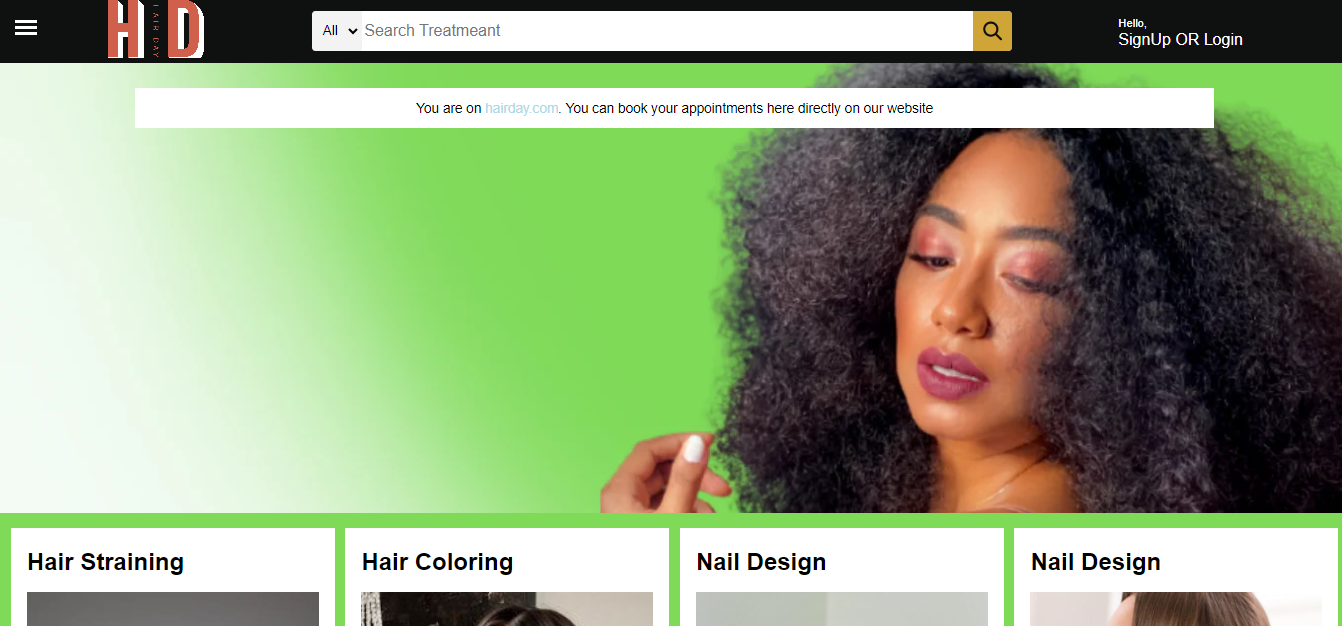 HD
HAIR DAY
All
Search Treatmeant
Hello,
SignUp OR Login
You are on hairday.com. You can book your appointments here directly on our website
Hair Straining
Hair Coloring
Nail Design
Nail Design